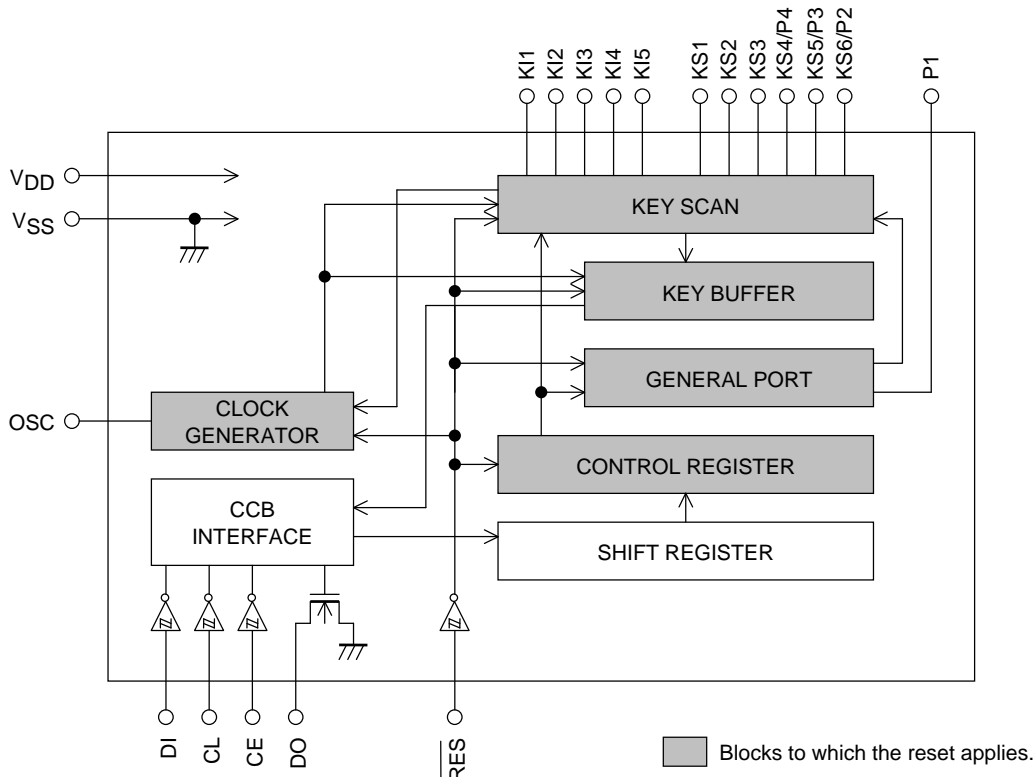 KI1
KI2
KI3
KI4
KI5
KS1
KS2
KS3
KS4/P4
KS5/P3
KS6/P2
P1
VDD
VSS
KEY SCAN
KEY BUFFER
GENERAL PORT
OSC
CLOCK
GENERATOR
CONTROL REGISTER
CCB
INTERFACE
SHIFT REGISTER
DI
CL
CE
DO
RES
Blocks to which the reset applies.